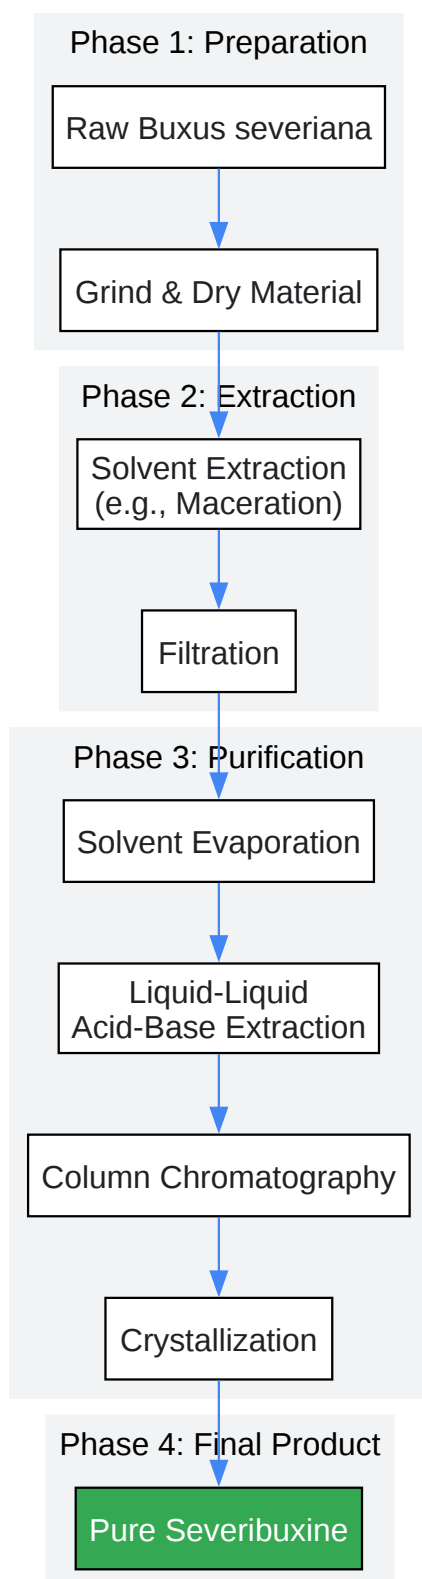 Phase 1: Preparation
Raw Buxus severiana
Grind & Dry Material
Phase 2: Extraction
Solvent Extraction
(e.g., Maceration)
Filtration
Phase 3: Purification
Solvent Evaporation
Liquid-Liquid
Acid-Base Extraction
Column Chromatography
Crystallization
Phase 4: Final Product
Pure Severibuxine